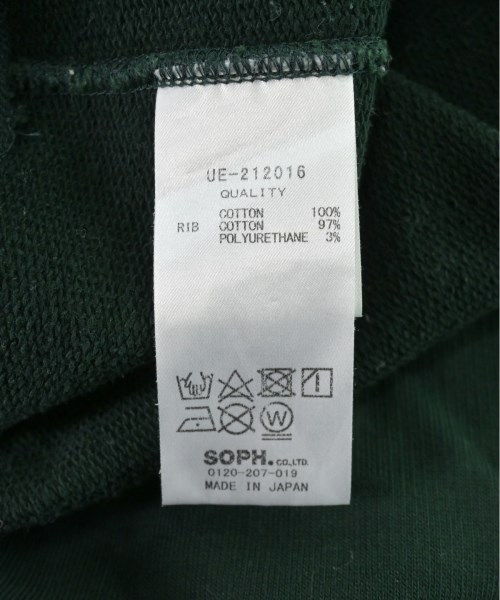 UE-212016
QUALITY
COTTON 100%
RIB COTTON 97%
POLYURETHANE 3%
W
SOPH. CO.,LTD.
0120-207-019
MADE IN JAPAN